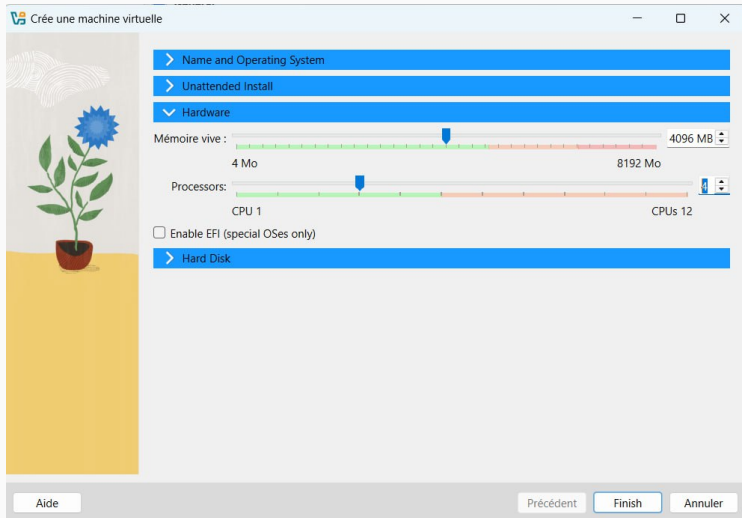 Crée une machine virtuelle
Name and Operating System
Unattended Install
Hardware
Mémoire vive : 4096 MB
4 Mo 8192 Mo
Processors: 4
CPU 1 CPUs 12
Enable EFI (special OSes only)
Hard Disk
Aide Précédent Finish Annuler